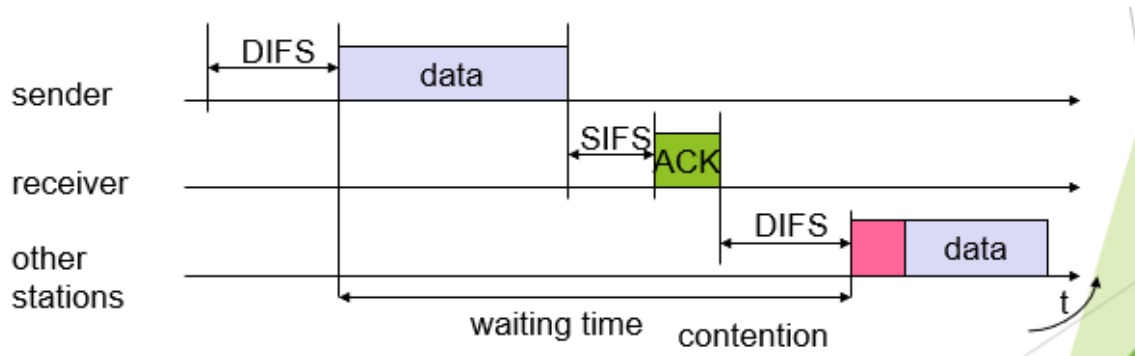 DIFS
data
sender
SIFS
ACK
receiver
DIFS
data
other
stations
t
waiting time
contention